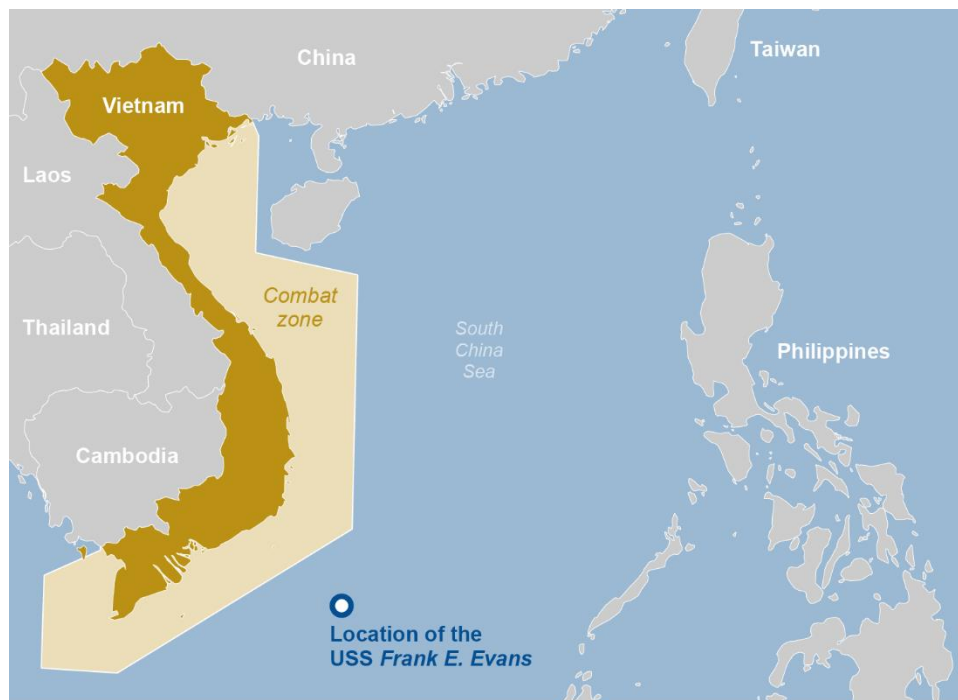 China
Taiwan
Vietnam
Laos
Combat
zone
Thailand
South
China
Sea
Philippines
Cambodia
Location of the
USS Frank E. Evans